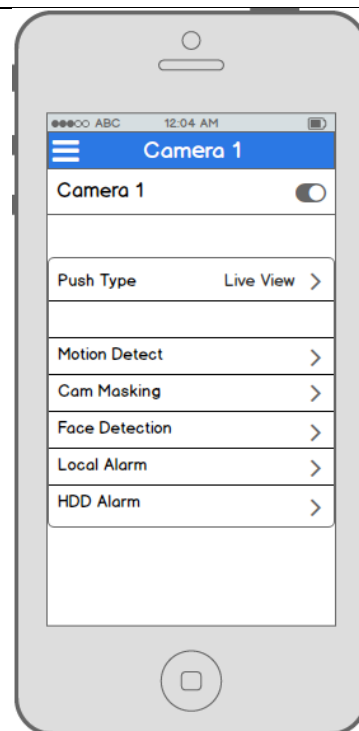 ABC 12:04 AM
Camera 1
Camera 1
Push Type Live View
Motion Detect
Cam Masking
Face Detection
Local Alarm
HDD Alarm